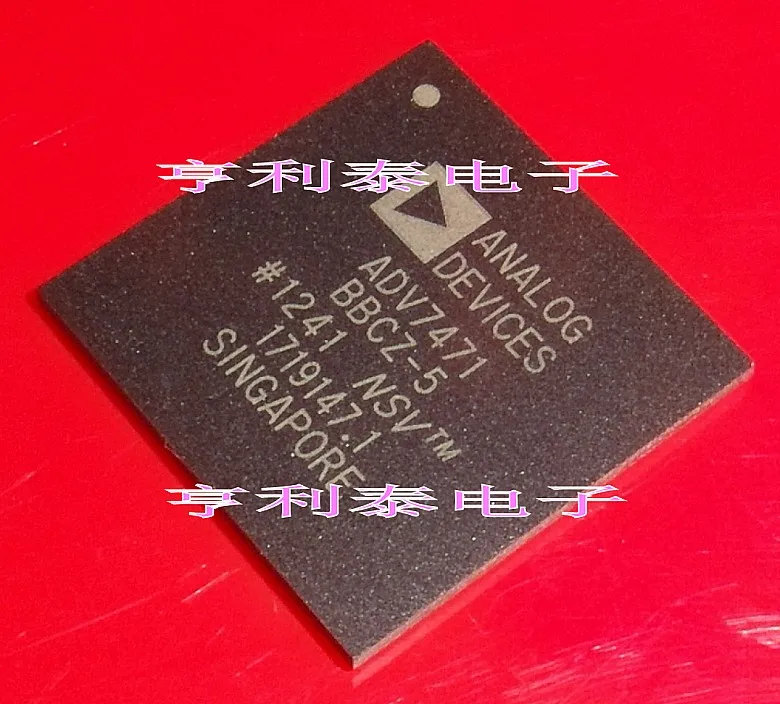 亨利泰电子
ANALOG
DEVICES
ADV7471
BBCZ-5
#1241 NSV™
1719147.1
SINGAPORE
亨利泰电子